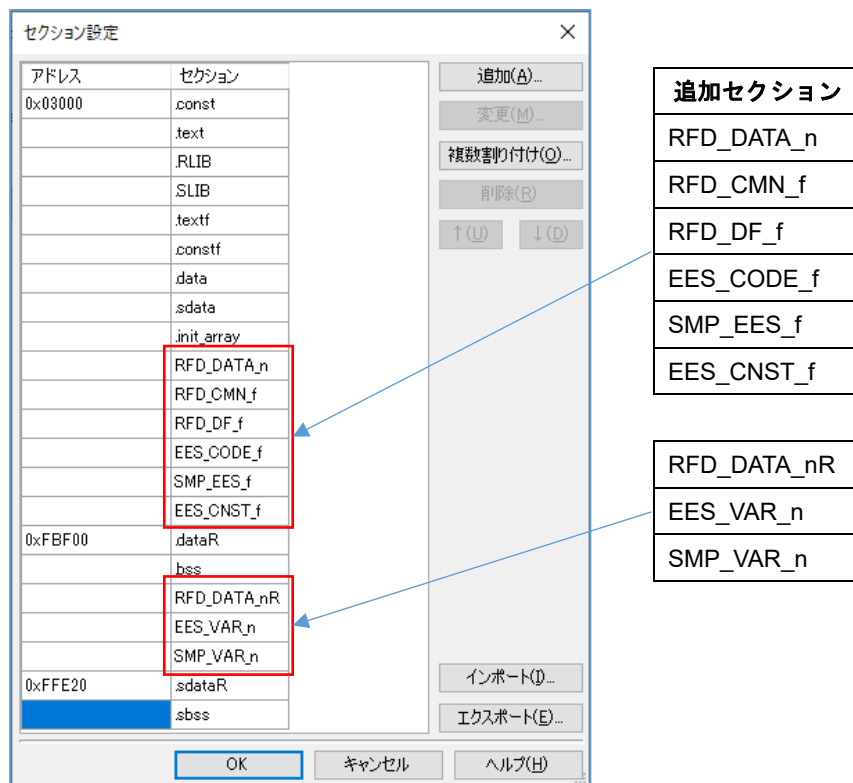 セクション設定
アドレス セクション
0x03000 .const
.text
.RLIB
.SLIB
.textf
.constf
.data
.sdata
.init_array
RFD_DATA_n
RFD_CMN_f
RFD_DF_f
EES_CODE_f
SMP_EES_f
EES_CNST_f
0xFBF00 .dataR
.bss
RFD_DATA_nR
EES_VAR_n
SMP_VAR_n
0xFFE20 .sdataR
.sbss
追加(A)...
変更(M)...
複数割り付け(O)...
削除(R)
↑(U) ↓(D)
インポート(I)...
エクスポート(E)...
OK キャンセル ヘルプ(H)
追加セクション
RFD_DATA_n
RFD_CMN_f
RFD_DF_f
EES_CODE_f
SMP_EES_f
EES_CNST_f
RFD_DATA_nR
EES_VAR_n
SMP_VAR_n